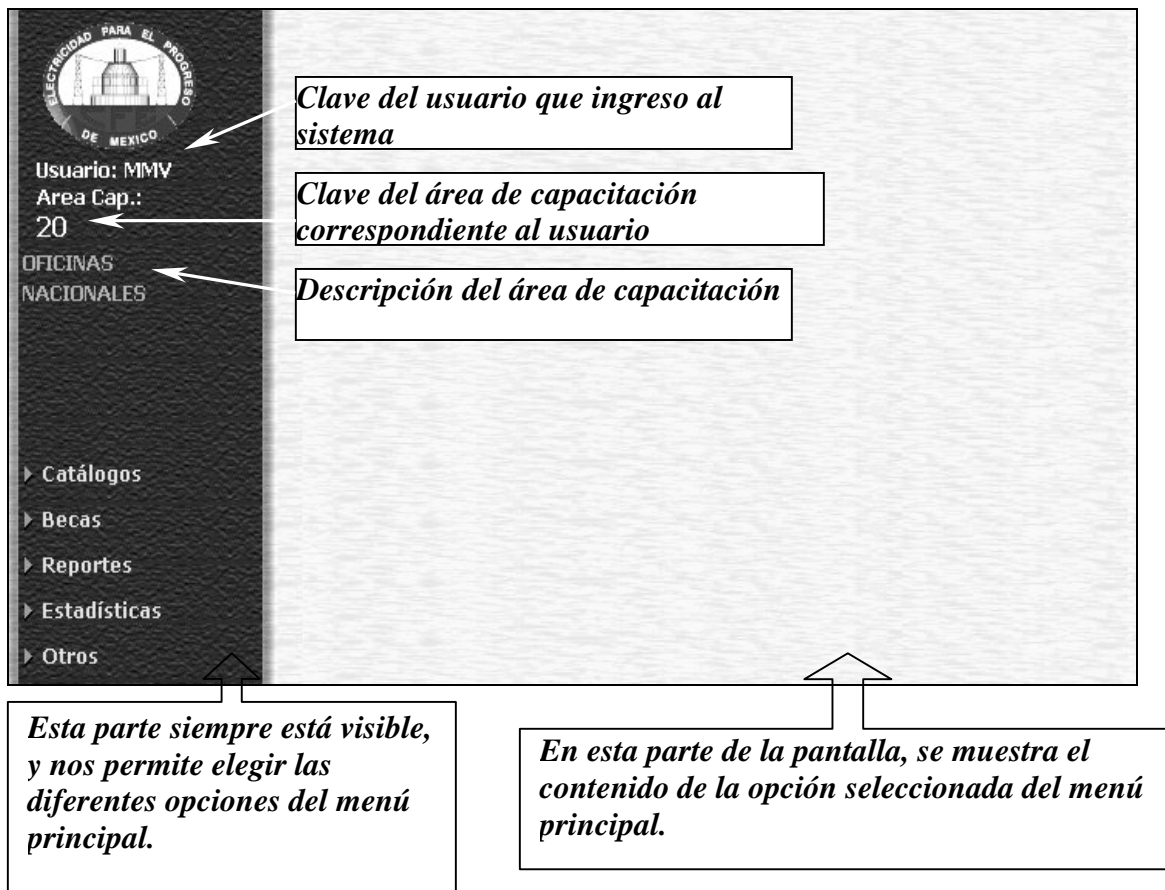 ELECTRICIDAD PARA EL PROGRESO
DE MEXICO
Usuario: MMV
Area Cap.:
20
OFICINAS
NACIONALES
Clave del usuario que ingreso al
sistema
Clave del área de capacitación
correspondiente al usuario
Descripción del área de capacitación
Catálogos
Becas
Reportes
Estadísticas
Otros
Esta parte siempre está visible,
y nos permite elegir las
diferentes opciones del menú
principal.
En esta parte de la pantalla, se muestra el
contenido de la opción seleccionada del menú
principal.